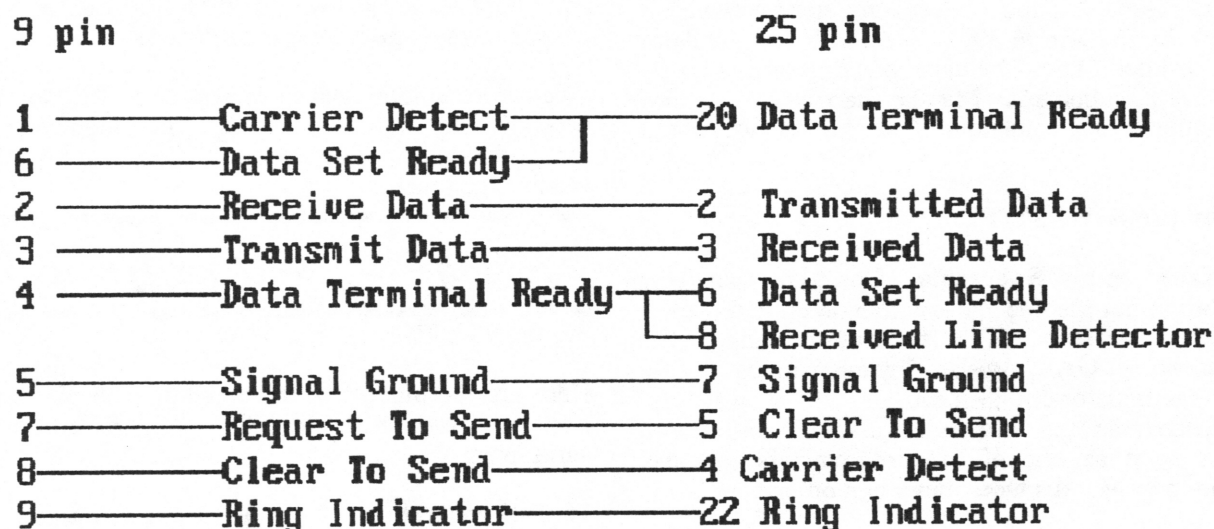 9 pin 25 pin
1 Carrier Detect 20 Data Terminal Ready
6 Data Set Ready
2 Receive Data 2 Transmitted Data
3 Transmit Data 3 Received Data
4 Data Terminal Ready 6 Data Set Ready
8 Received Line Detector
5 Signal Ground 7 Signal Ground
7 Request To Send 5 Clear To Send
8 Clear To Send 4 Carrier Detect
9 Ring Indicator 22 Ring Indicator